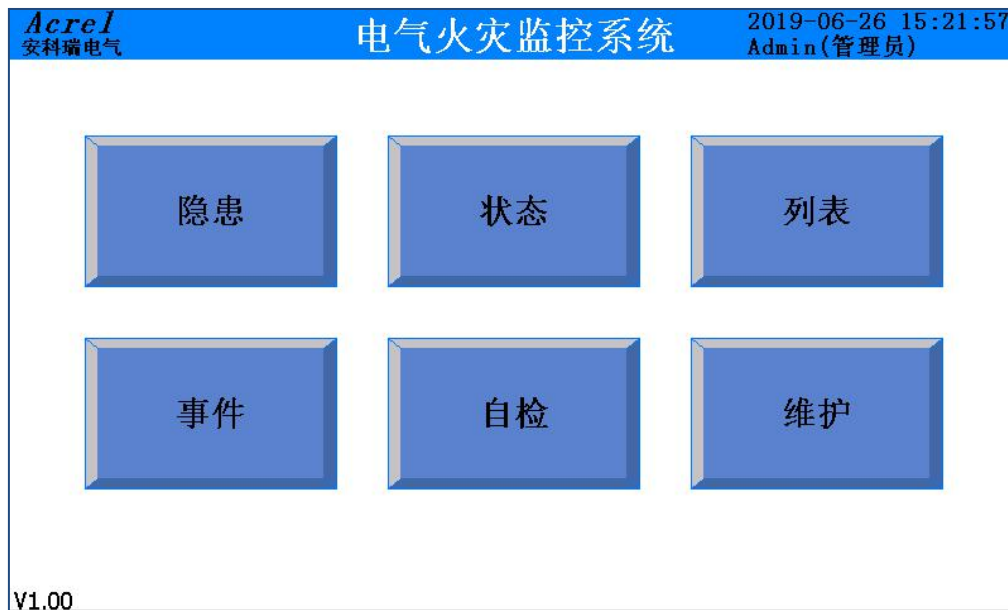 Acrel
安科瑞电气
电气火灾监控系统
2019-06-26 15:21:57
Admin(管理员)
隐患
状态
列表
事件
自检
维护
V1.00